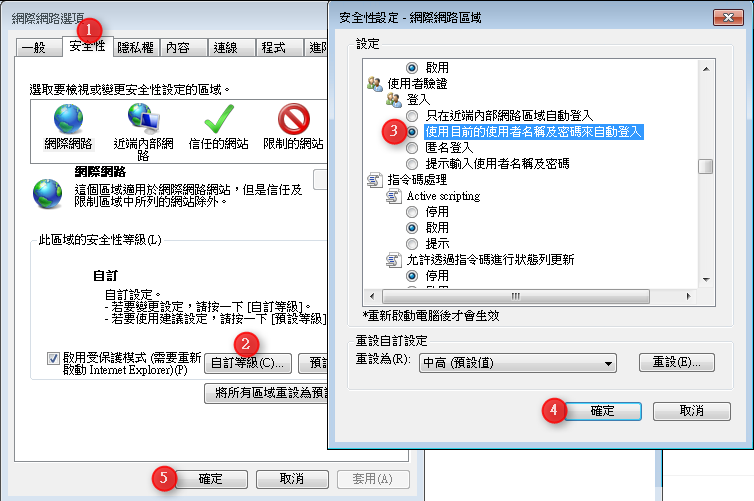 網際網路選項
1
一般
安全性
隱私權
內容
連線
程式
選取要檢視或變更安全性設定的區域。
網際網路
近端內部網
路
信任的網站
限制的網站
網際網路
這個區域適用於網際網路網站，但是信任及
限制區域中所列的網站除外。
此區域的安全性等級(L)
自訂
自訂設定。
- 若要變更設定，請按一下 [自訂等級]。
- 若要使用建議設定，請按一下 [預設等級]
2
啟用受保護模式 (需要重新
啟動 Internet Explorer)(P)
自訂等級(C)...
將所有區域重設為預設
5
確定
取消
套用(A)
安全性設定 - 網際網路區域
設定
啟用
使用者驗證
登入
只在近端內部網路區域自動登入
3
使用目前的使用者名稱及密碼來自動登入
匿名登入
提示輸入使用者名稱及密碼
指令碼處理
Active scripting
停用
啟用
提示
允許透過指令碼進行狀態列更新
停用
*重新啟動電腦後才會生效
重設自訂設定
重設為(R):
中高 (預設值)
重設(E)...
4
確定
取消